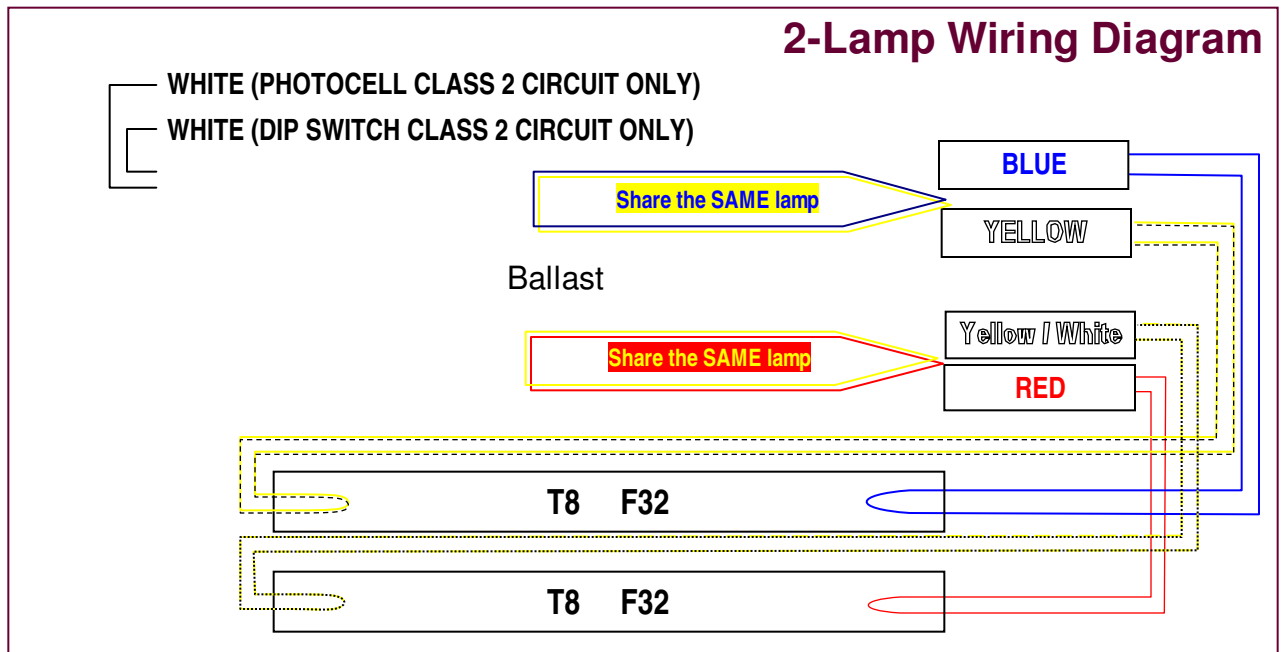 2-Lamp Wiring Diagram
WHITE (PHOTOCELL CLASS 2 CIRCUIT ONLY)
WHITE (DIP SWITCH CLASS 2 CIRCUIT ONLY)
BLUE
Share the SAME lamp
YELLOW
Ballast
Yellow / White
Share the SAME lamp
RED
T8 F32
T8 F32